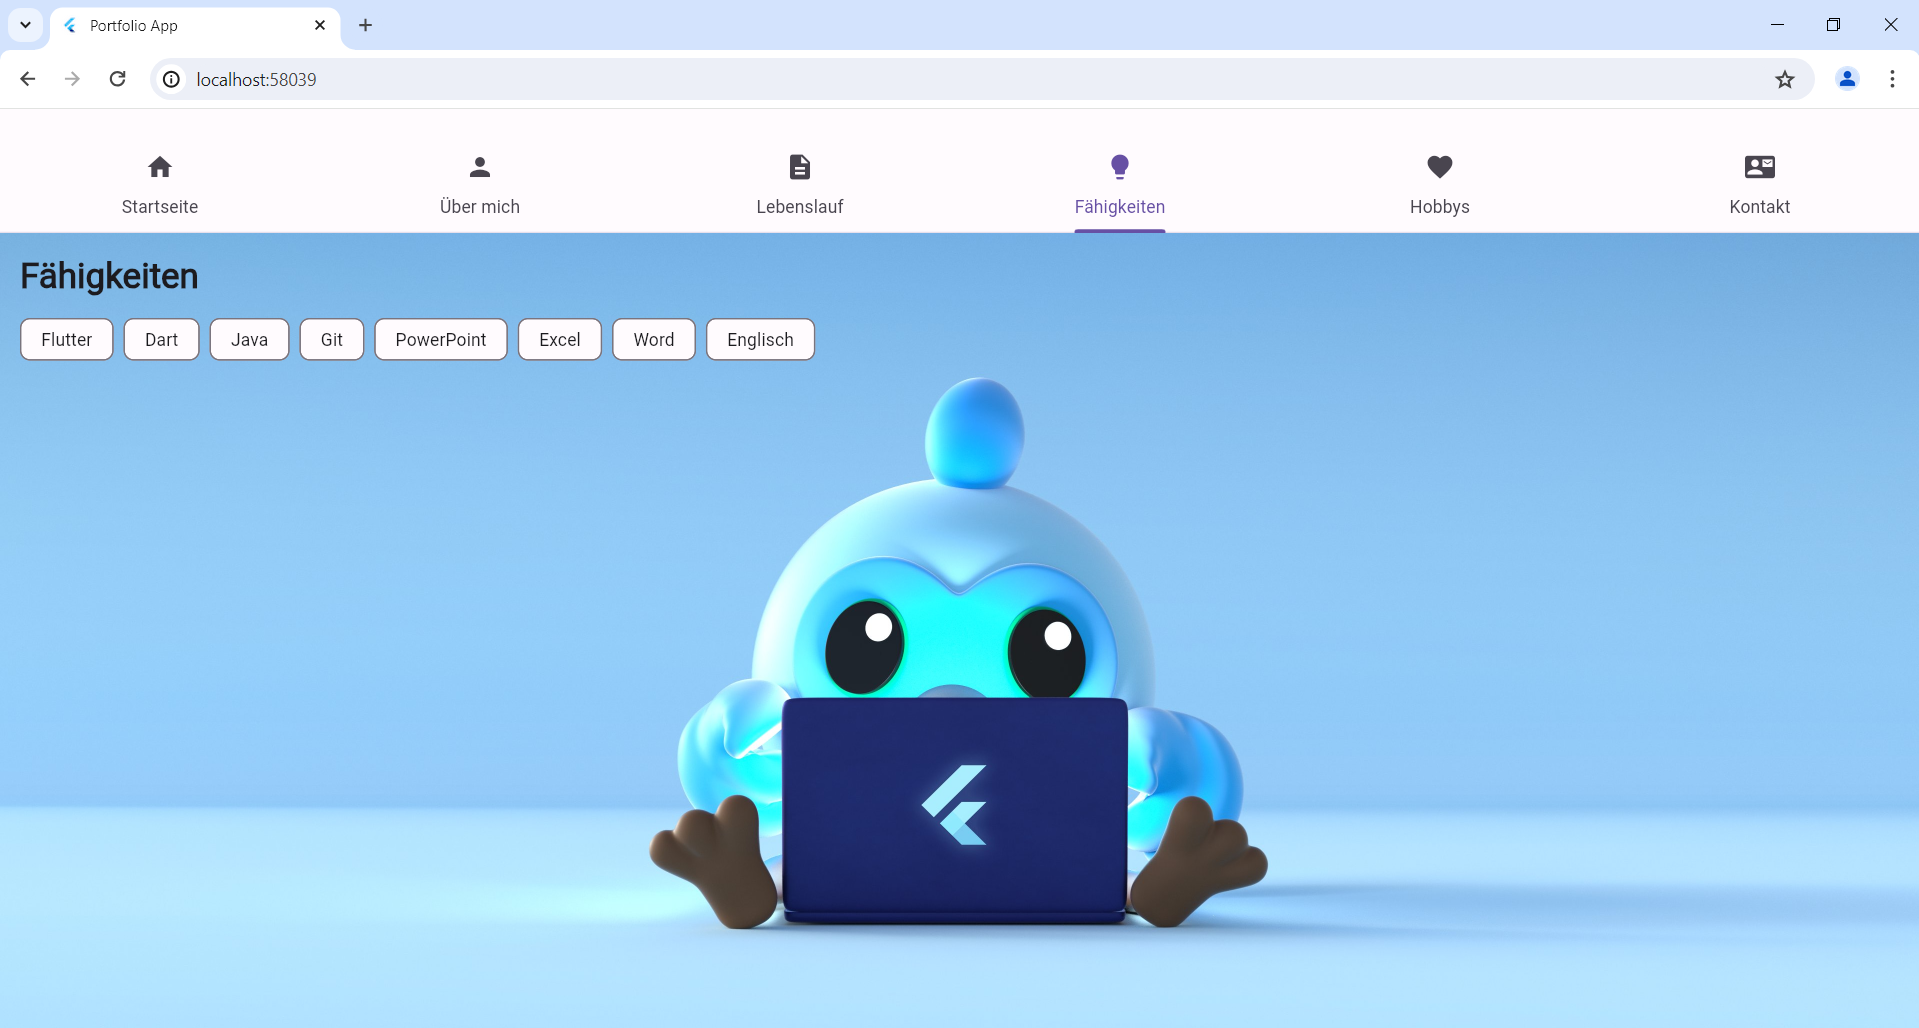 Portfolio App
localhost:58039
Startseite Über mich Lebenslauf Fähigkeiten Hobbys Kontakt
Fähigkeiten
Flutter Dart Java Git PowerPoint Excel Word Englisch